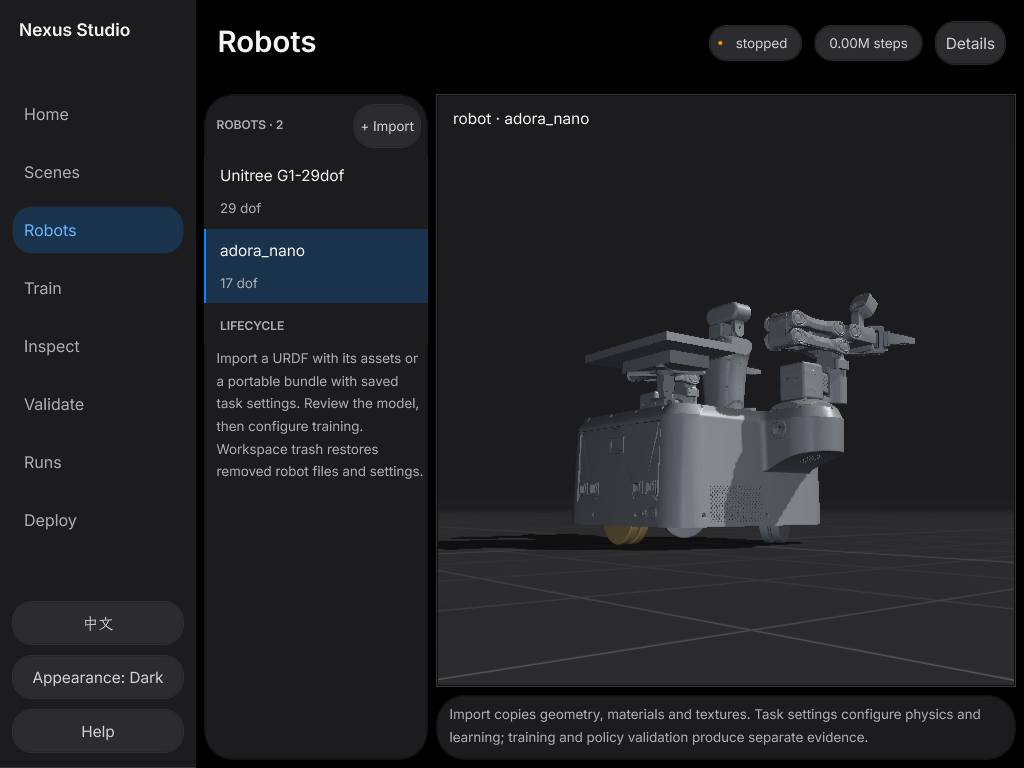 Nexus Studio
Home
Scenes
Robots
Train
Inspect
Validate
Runs
Deploy
中文
Appearance: Dark
Help
Robots
stopped
0.00M steps
Details
ROBOTS · 2
+ Import
Unitree G1-29dof
29 dof
adora_nano
17 dof
LIFECYCLE
Import a URDF with its assets or
a portable bundle with saved
task settings. Review the model,
then configure training.
Workspace trash restores
removed robot files and settings.
robot · adora_nano
Import copies geometry, materials and textures. Task settings configure physics and
learning; training and policy validation produce separate evidence.